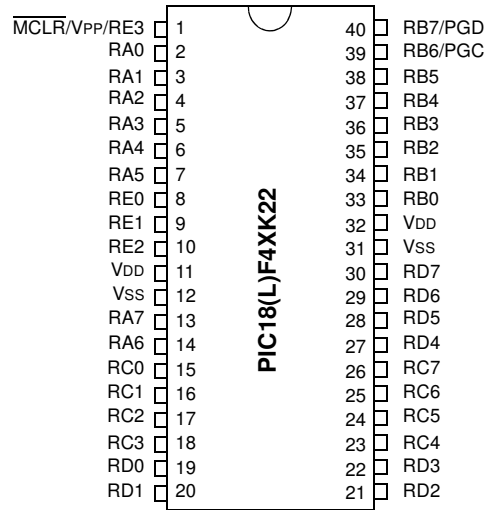 MCLR/VPP/RE3 1 40 RB7/PGD
RA0 2 39 RB6/PGC
RA1 3 38 RB5
RA2 4 37 RB4
RA3 5 36 RB3
RA4 6 35 RB2
RA5 7 34 RB1
RE0 8 33 RB0
RE1 9 32 VDD
RE2 10 31 VSS
VDD 11 30 RD7
VSS 12 29 RD6
RA7 13 28 RD5
RA6 14 27 RD4
RC0 15 26 RC7
RC1 16 25 RC6
RC2 17 24 RC5
RC3 18 23 RC4
RD0 19 22 RD3
RD1 20 21 RD2
PIC18(L)F4XK22